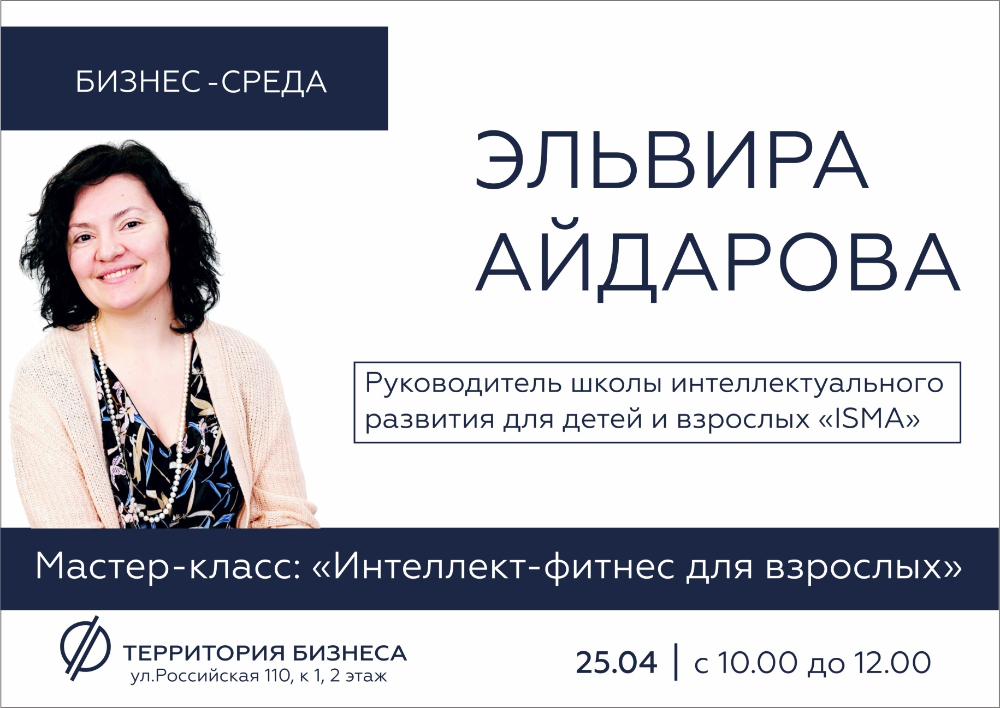 БИЗНЕС -СРЕДА
ЭЛЬВИРА
АЙДАРОВА
Руководитель школы интеллектуального
развития для детей и взрослых «ISMA»
Мастер-класс: «Интеллект-фитнес для взрослых»
ТЕРРИТОРИЯ БИЗНЕСА
ул.Российская 110, к 1, 2 этаж
25.04 | с 10.00 до 12.00